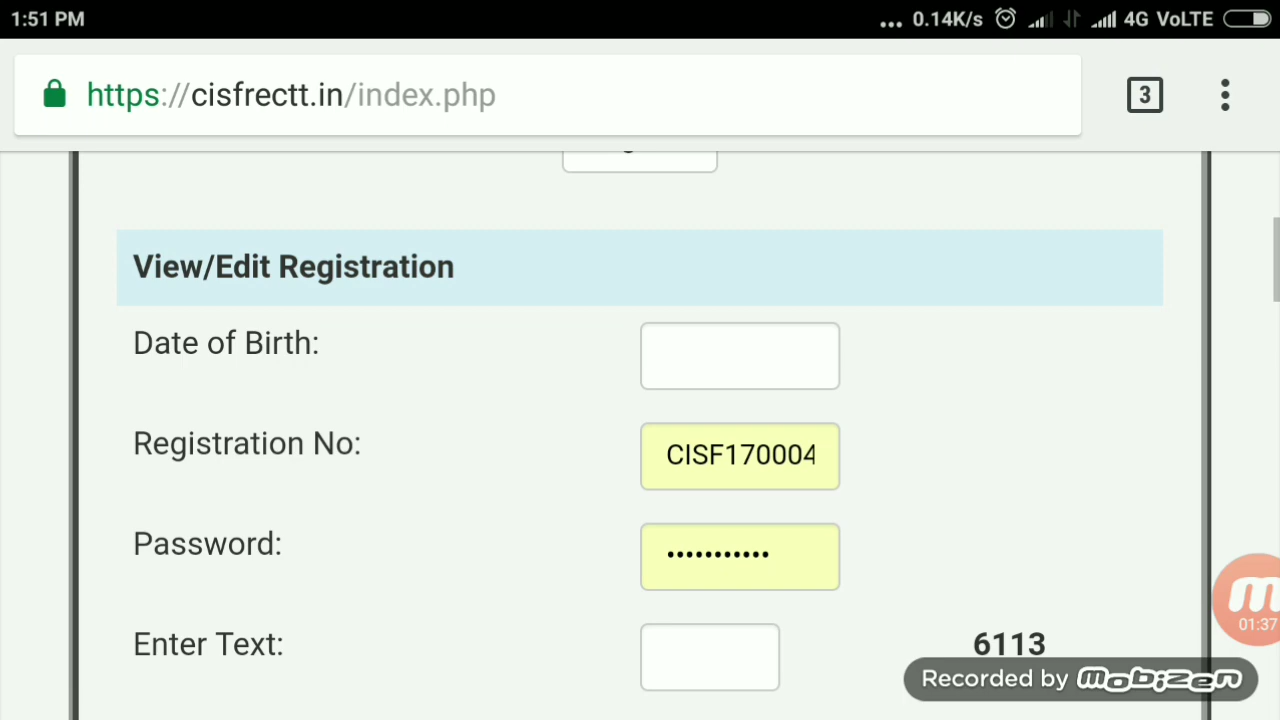 1:51 PM
... 0.14K/s 4G VoLTE
https://cisfrectt.in/index.php
3
View/Edit Registration
Date of Birth:
Registration No:
CISF170004
Password:
•••••••••••
Enter Text:
6113
01:37
Recorded by mobizen